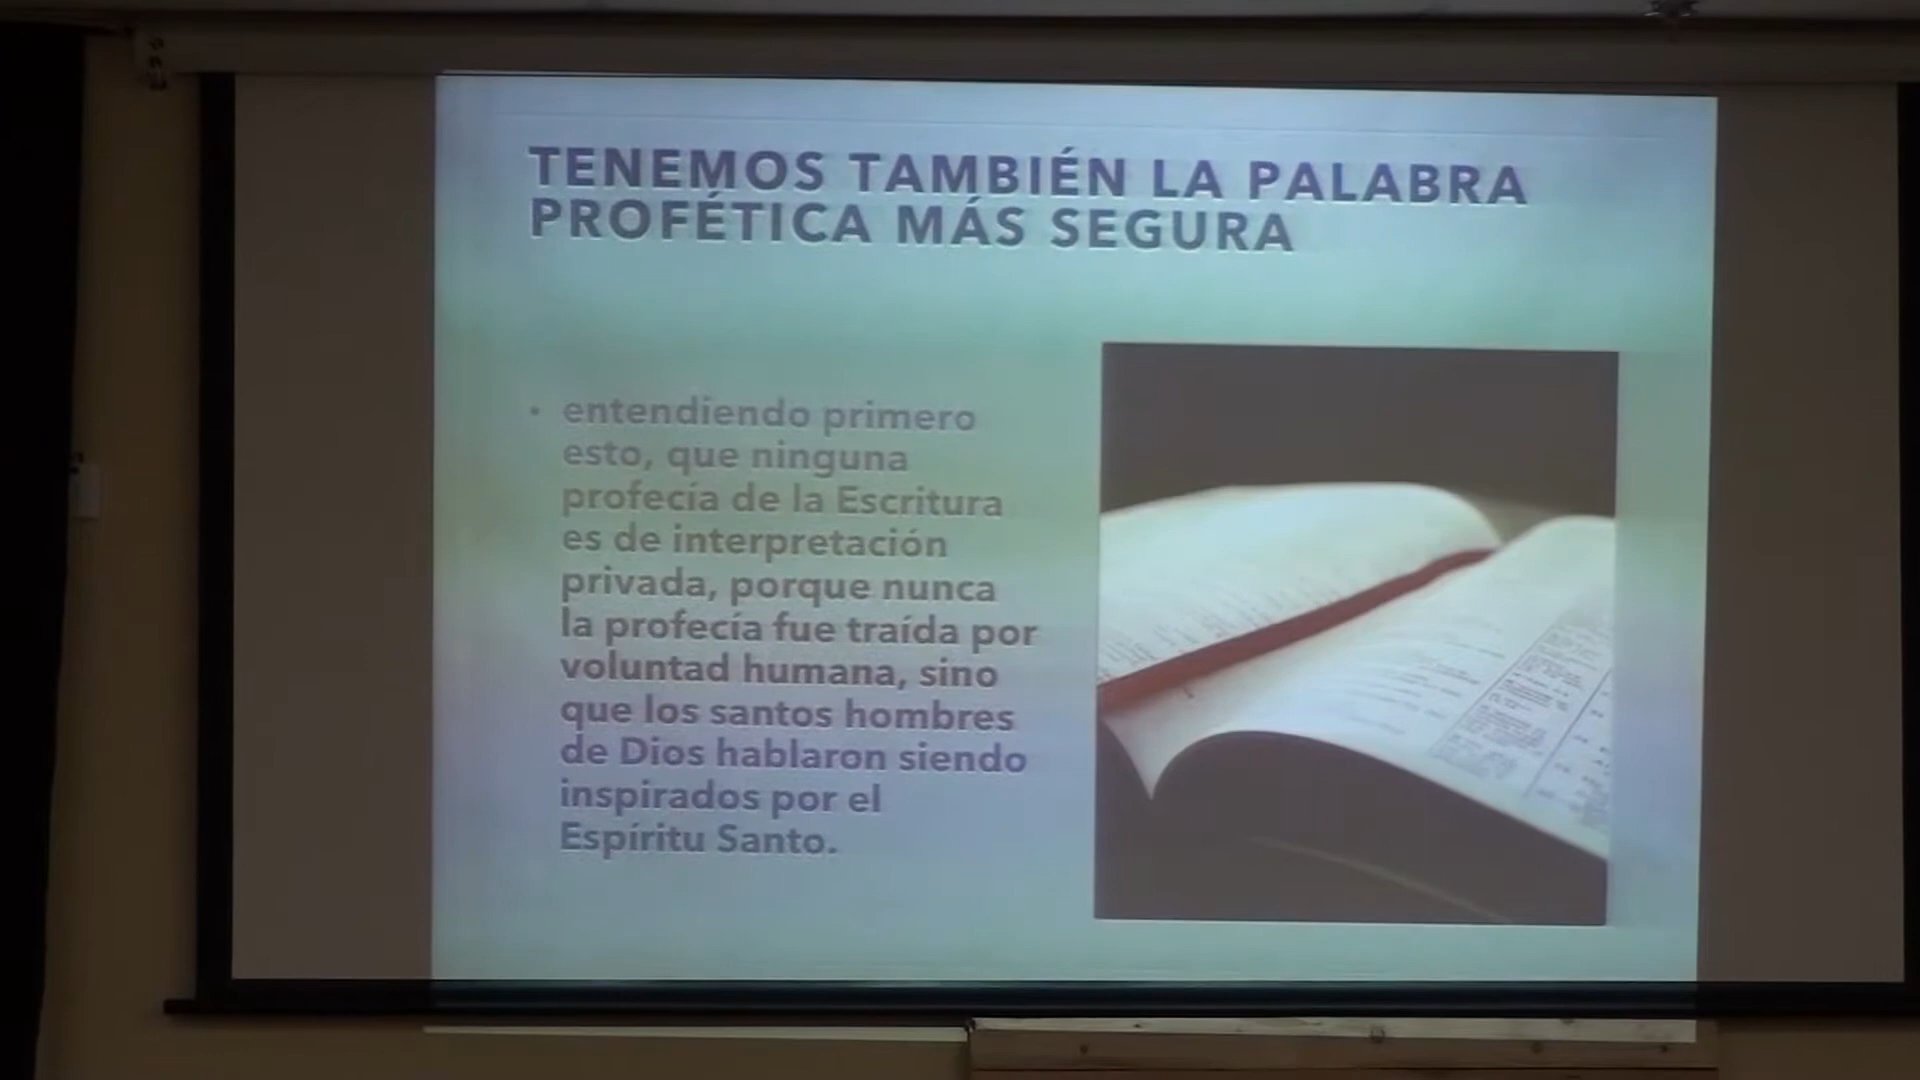 TENEMOS TAMBIÉN LA PALABRA
PROFÉTICA MÁS SEGURA
• entendiendo primero
esto, que ninguna
profecía de la Escritura
es de interpretación
privada, porque nunca
la profecía fue traída por
voluntad humana, sino
que los santos hombres
de Dios hablaron siendo
inspirados por el
Espíritu Santo.